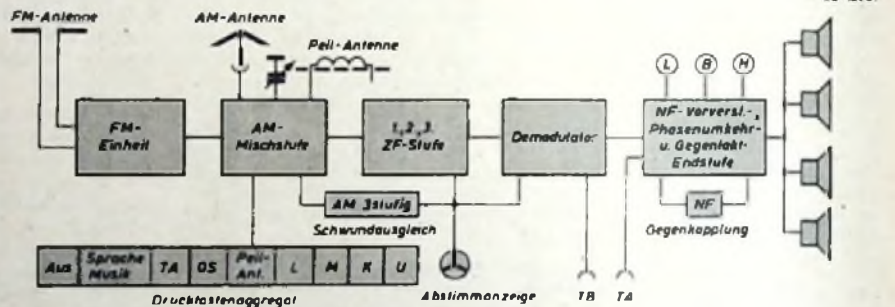 FM-Antenne
AM-Antenne
Peil-Antenne
L B H
FM-
Einheit
AM-
Mischstufe
1.,2.,3.
ZF-Stufe
Demodulator
NF-Vorverst.-,
Phasenumkehr-
u. Gegentakt-
Endstufe
AM 3stufig
Schwundausgleich
NF
Gegenkopplung
Aus
Sprache
Musik
TA
OS
Peil-
Ant.
L
M
K
U
Drucktastenaggregat
Abstimmanzeige
TB
TA